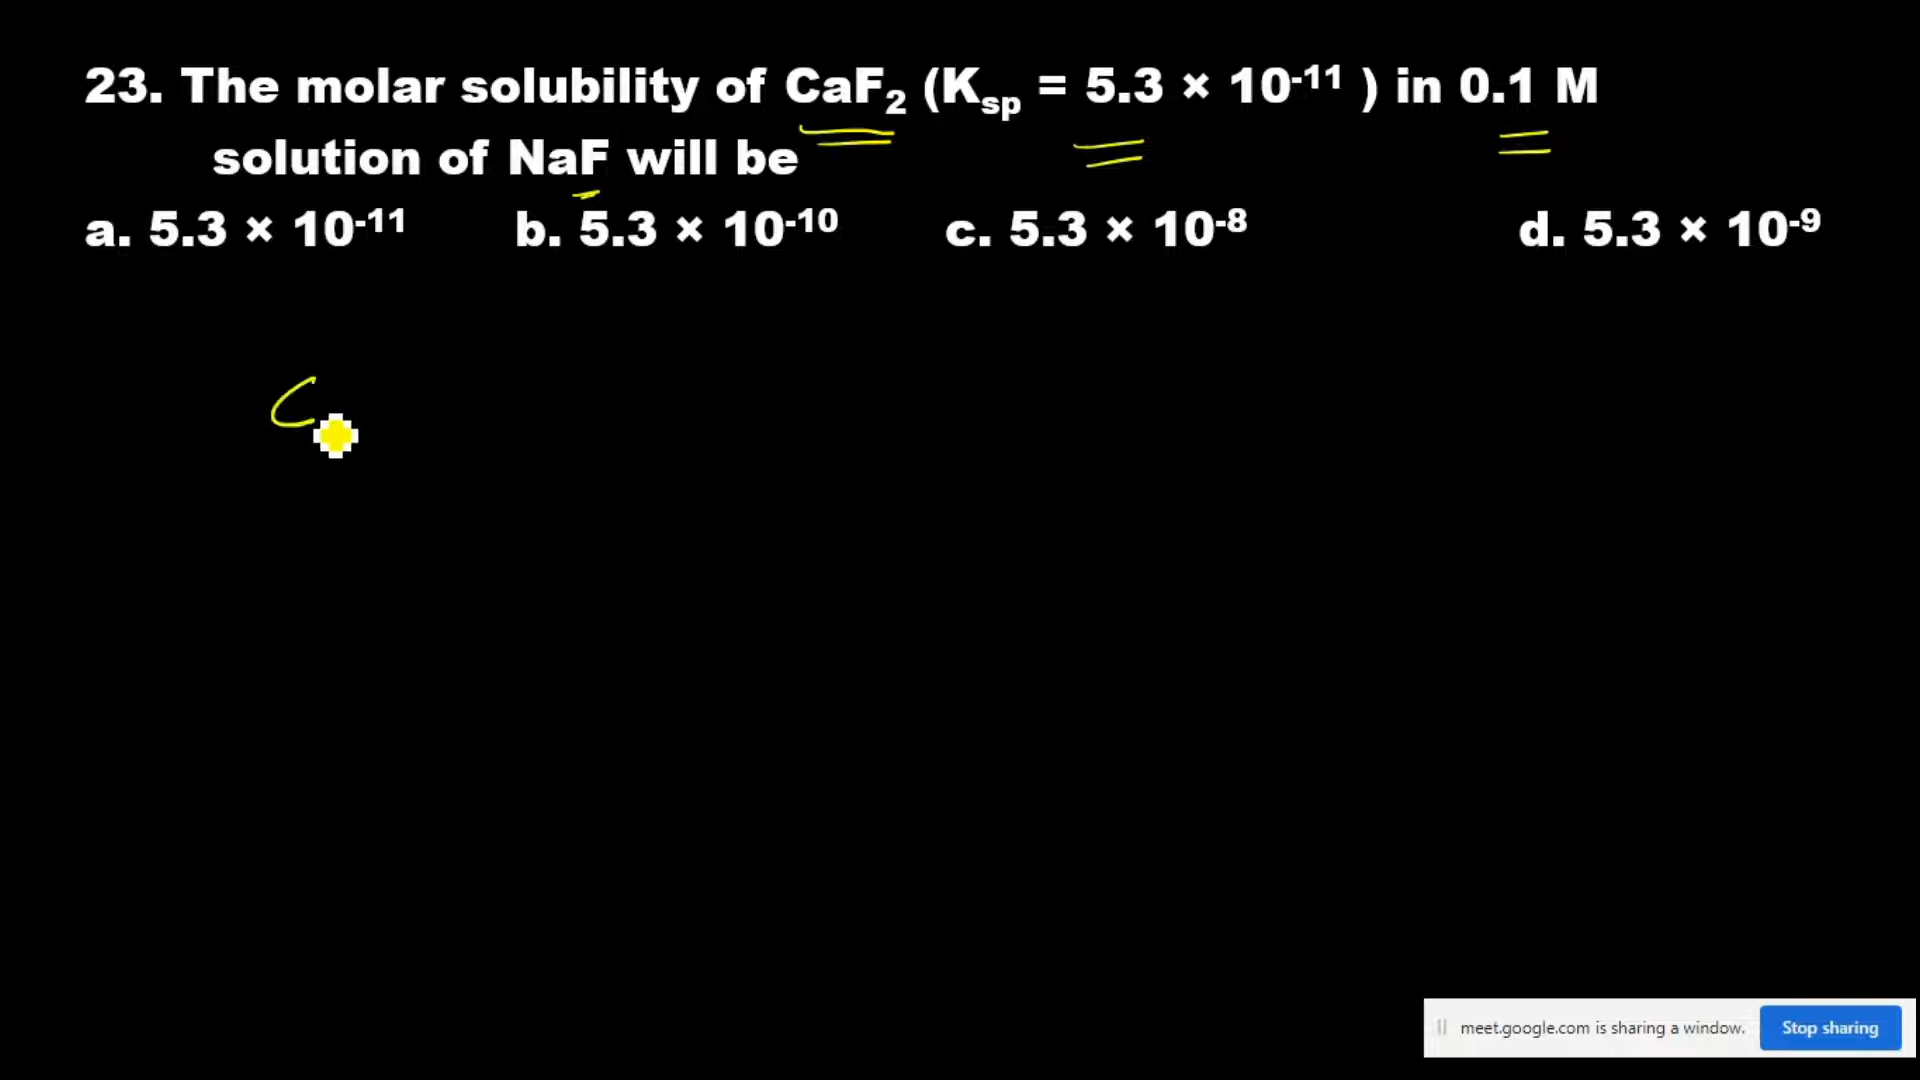 23. The molar solubility of CaF₂ (Kₛₚ = 5.3 × 10⁻¹¹ ) in 0.1 M
solution of NaF will be
a. 5.3 × 10⁻¹¹ b. 5.3 × 10⁻¹⁰ c. 5.3 × 10⁻⁸ d. 5.3 × 10⁻⁹
C
meet.google.com is sharing a window. Stop sharing